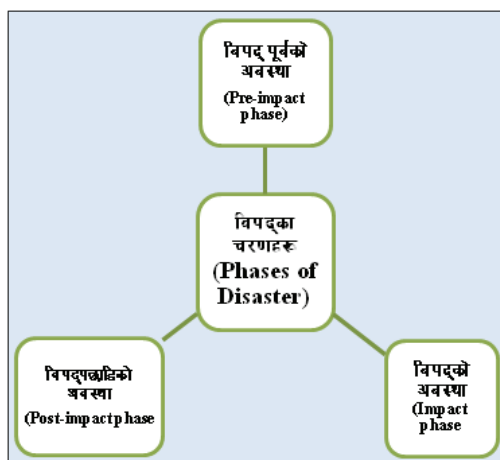 विपद् पूर्वको
अवस्था
(Pre-impact
phase)
विपद्का
चरणहरू
(Phases of
Disaster)
विपद्पछाडिको
अवस्था
(Post-impact phase
विपद्को
अवस्था
(Impact
phase